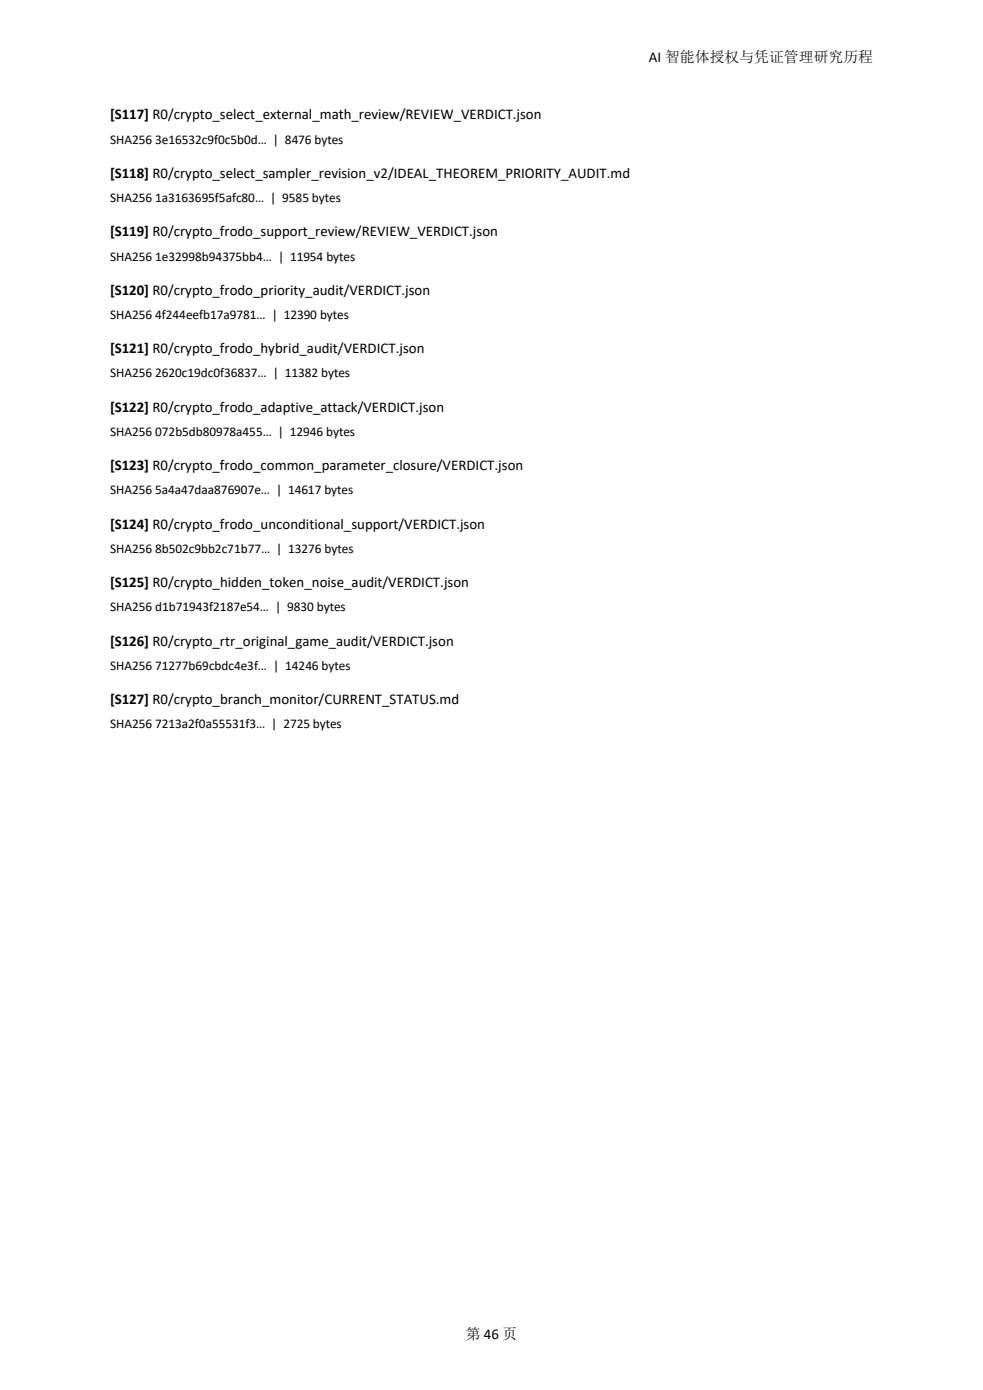 AI 智能体授权与凭证管理研究历程
[S117] R0/crypto_select_external_math_review/REVIEW_VERDICT.json
SHA256 3e16532c9f0c5b0d… | 8476 bytes
[S118] R0/crypto_select_sampler_revision_v2/IDEAL_THEOREM_PRIORITY_AUDIT.md
SHA256 1a3163695f5afc80… | 9585 bytes
[S119] R0/crypto_frodo_support_review/REVIEW_VERDICT.json
SHA256 1e32998b94375bb4… | 11954 bytes
[S120] R0/crypto_frodo_priority_audit/VERDICT.json
SHA256 4f244eefb17a9781… | 12390 bytes
[S121] R0/crypto_frodo_hybrid_audit/VERDICT.json
SHA256 2620c19dc0f36837… | 11382 bytes
[S122] R0/crypto_frodo_adaptive_attack/VERDICT.json
SHA256 072b5db80978a455… | 12946 bytes
[S123] R0/crypto_frodo_common_parameter_closure/VERDICT.json
SHA256 5a4a47daa876907e… | 14617 bytes
[S124] R0/crypto_frodo_unconditional_support/VERDICT.json
SHA256 8b502c9bb2c71b77… | 13276 bytes
[S125] R0/crypto_hidden_token_noise_audit/VERDICT.json
SHA256 d1b71943f2187e54… | 9830 bytes
[S126] R0/crypto_rtr_original_game_audit/VERDICT.json
SHA256 71277b69cbdc4e3f… | 14246 bytes
[S127] R0/crypto_branch_monitor/CURRENT_STATUS.md
SHA256 7213a2f0a55531f3… | 2725 bytes
第 46 页